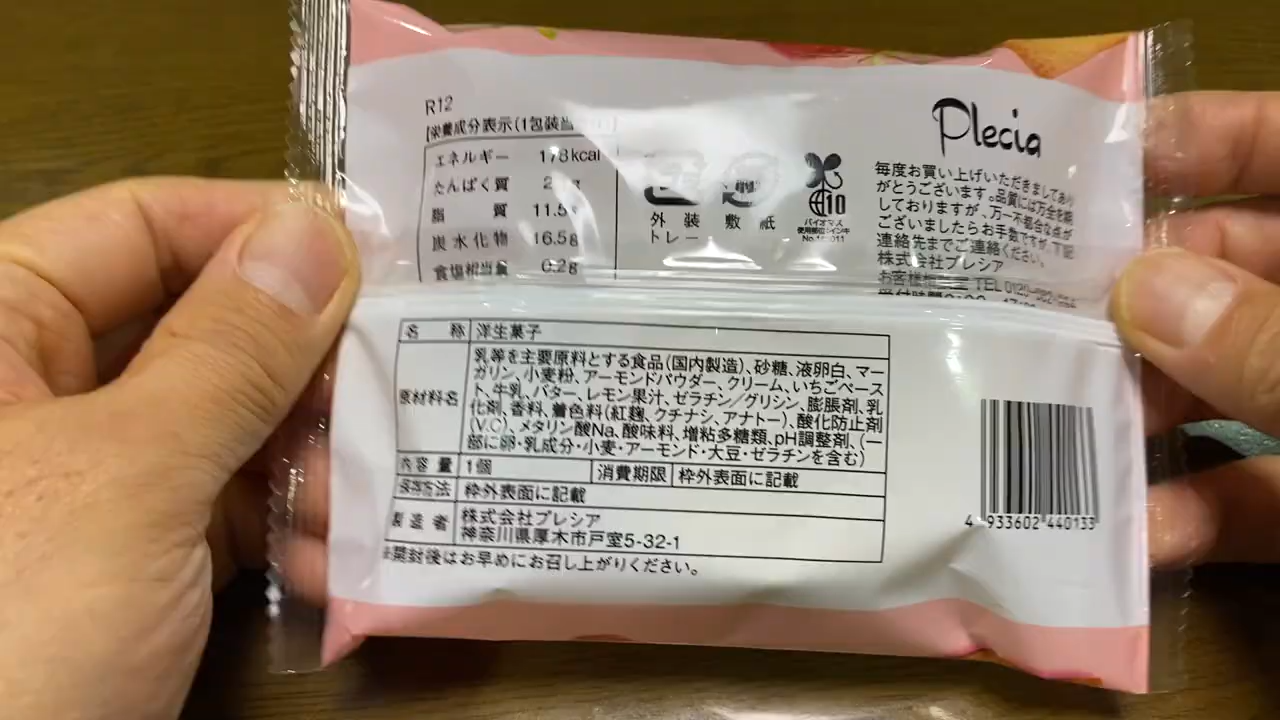 R12
[栄養成分表示(1包装当
エネルギー 178kcal
たんぱく質 2 g
脂 質 11.5g
炭水化物 16.5g
食塩相当量 0.2g
外装 敷紙
トレー
10
バイオマス
No.
Plecia
毎度お買い上げいただきましてあり
がとうございます。品質には万全を期
しておりますが、万一不都合な点が
ございましたらお手数ですが、下記
連絡先までご連絡ください。
株式会社プレシア
お客様相談室 TEL
名 称 洋生菓子
原材料名 乳等を主要原料とする食品(国内製造)、砂糖、液卵白、マー
ガリン、小麦粉、アーモンドパウダー、クリーム、いちごペース
ト、牛乳、バター、レモン果汁、ゼラチン/グリシン、膨脹剤、乳
化剤、香料、着色料(紅麹、クチナシ、アナトー)、酸化防止剤
(V.C)、メタリン酸Na、酸味料、増粘多糖類、pH調整剤、(一
部に卵・乳成分・小麦・アーモンド・大豆・ゼラチンを含む)
内容量 1個 消費期限 枠外表面に記載
保存方法 枠外表面に記載
製造者 株式会社プレシア
神奈川県厚木市戸室5-32-1
※開封後はお早めにお召し上がりください。
4 933602 440133